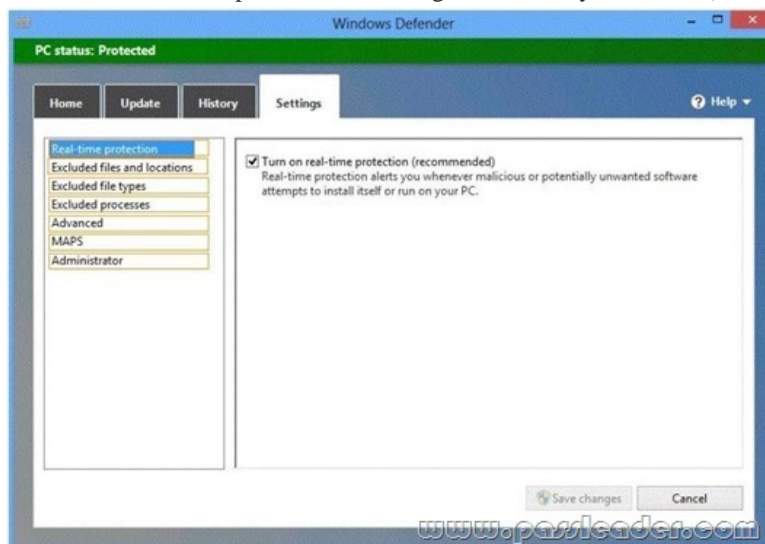 Windows Defender
PC status: Protected
Home Update History Settings Help
Real-time protection
Excluded files and locations
Excluded file types
Excluded processes
Advanced
MAPS
Administrator
Turn on real-time protection (recommended)
Real-time protection alerts you whenever malicious or potentially unwanted software
attempts to install itself or run on your PC.
Save changes Cancel
www.passleader.com